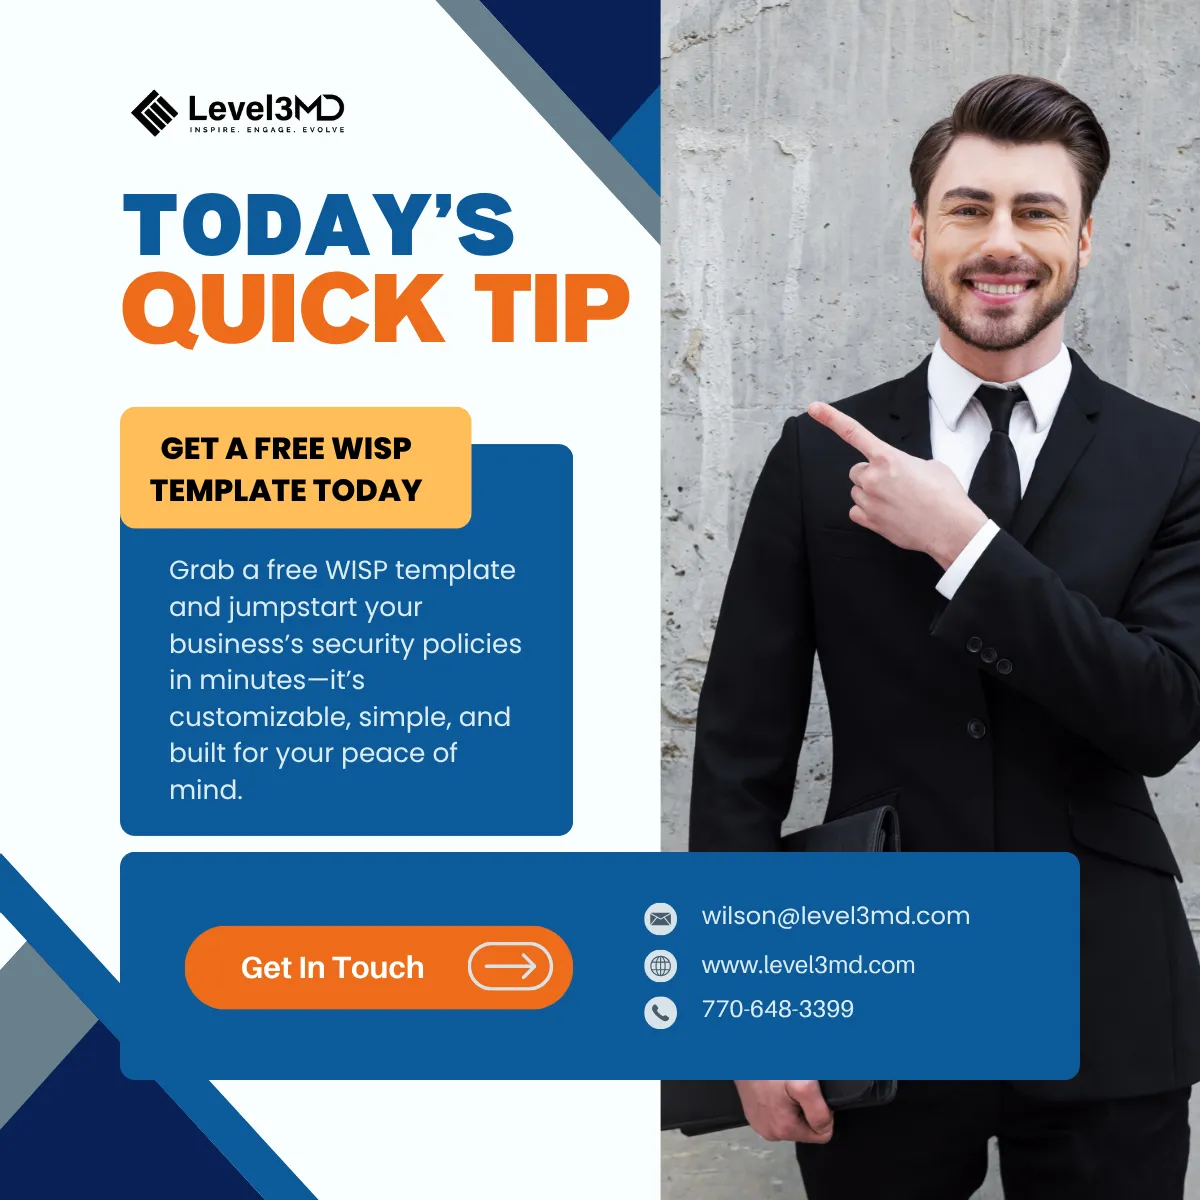 Level3MD
INSPIRE. ENGAGE. EVOLVE
TODAY’S
QUICK TIP
GET A FREE WISP
TEMPLATE TODAY
Grab a free WISP template
and jumpstart your
business’s security policies
in minutes—it’s
customizable, simple, and
built for your peace of
mind.
Get In Touch
wilson@level3md.com
www.level3md.com
770-648-3399